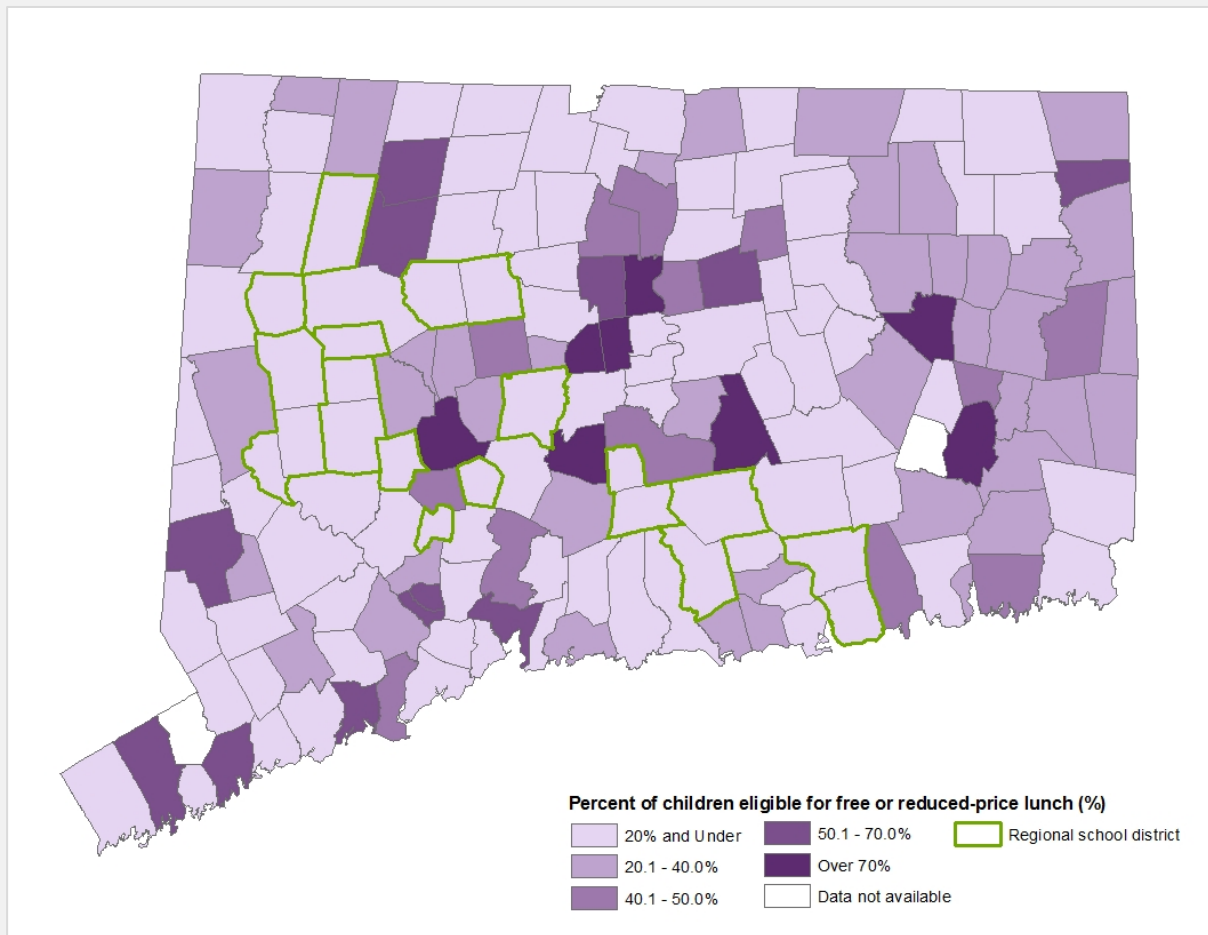 Percent of children eligible for free or reduced-price lunch (%)
20% and Under
20.1 - 40.0%
40.1 - 50.0%
50.1 - 70.0%
Over 70%
Data not available
Regional school district